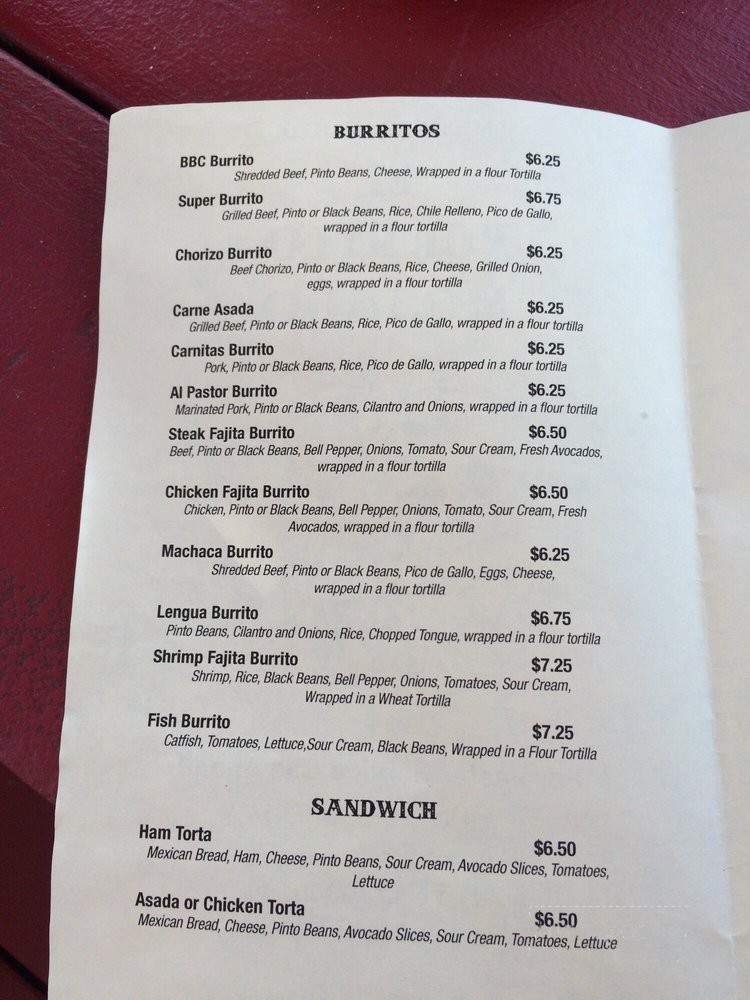 BURRITOS
BBC Burrito $6.25
Shredded Beef, Pinto Beans, Cheese, Wrapped in a flour Tortilla
Super Burrito $6.75
Grilled Beef, Pinto or Black Beans, Rice, Chile Relleno, Pico de Gallo,
wrapped in a flour tortilla
Chorizo Burrito $6.25
Beef Chorizo, Pinto or Black Beans, Rice, Cheese, Grilled Onion,
eggs, wrapped in a flour tortilla
Carne Asada $6.25
Grilled Beef, Pinto or Black Beans, Rice, Pico de Gallo, wrapped in a flour tortilla
Carnitas Burrito $6.25
Pork, Pinto or Black Beans, Rice, Pico de Gallo, wrapped in a flour tortilla
Al Pastor Burrito $6.25
Marinated Pork, Pinto or Black Beans, Cilantro and Onions, wrapped in a flour tortilla
Steak Fajita Burrito $6.50
Beef, Pinto or Black Beans, Bell Pepper, Onions, Tomato, Sour Cream, Fresh Avocados,
wrapped in a flour tortilla
Chicken Fajita Burrito $6.50
Chicken, Pinto or Black Beans, Bell Pepper, Onions, Tomato, Sour Cream, Fresh
Avocados, wrapped in a flour tortilla
Machaca Burrito $6.25
Shredded Beef, Pinto or Black Beans, Pico de Gallo, Eggs, Cheese,
wrapped in a flour tortilla
Lengua Burrito $6.75
Pinto Beans, Cilantro and Onions, Rice, Chopped Tongue, wrapped in a flour tortilla
Shrimp Fajita Burrito $7.25
Shrimp, Rice, Black Beans, Bell Pepper, Onions, Tomatoes, Sour Cream,
Wrapped in a Wheat Tortilla
Fish Burrito $7.25
Catfish, Tomatoes, Lettuce,Sour Cream, Black Beans, Wrapped in a Flour Tortilla
SANDWICH
Ham Torta $6.50
Mexican Bread, Ham, Cheese, Pinto Beans, Sour Cream, Avocado Slices, Tomatoes,
Lettuce
Asada or Chicken Torta $6.50
Mexican Bread, Cheese, Pinto Beans, Avocado Slices, Sour Cream, Tomatoes, Lettuce